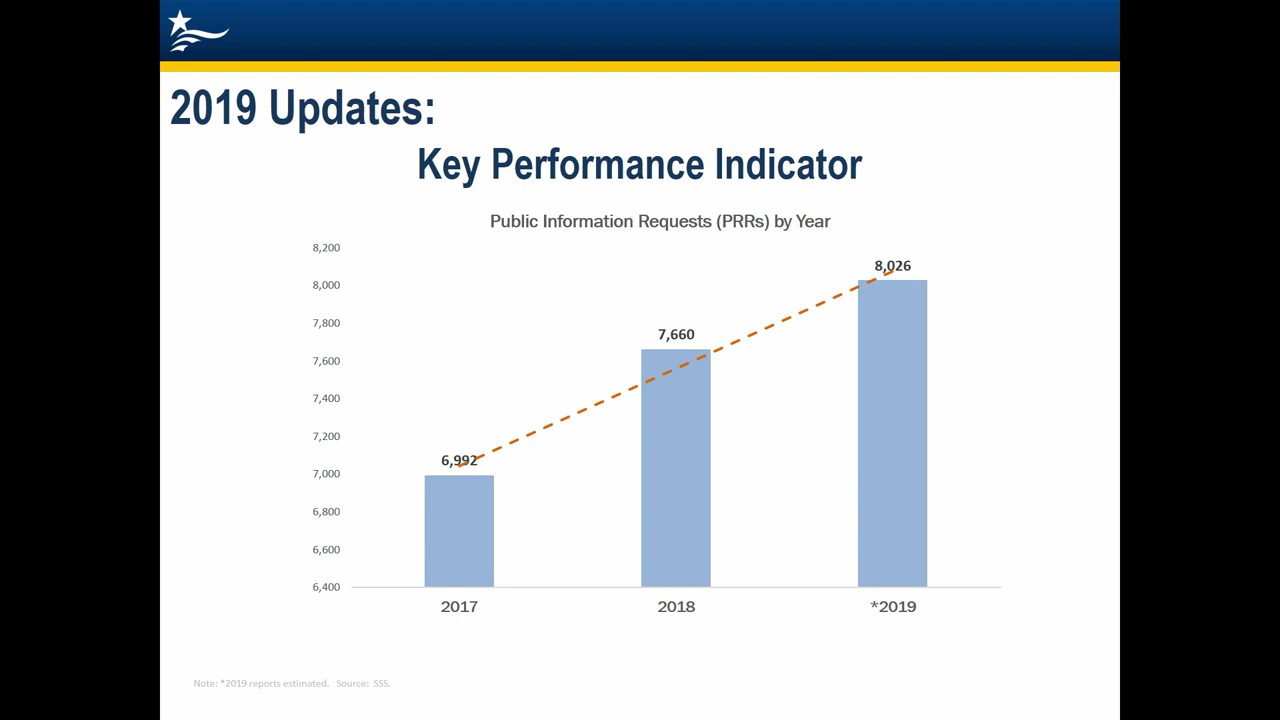 2019 Updates:
Key Performance Indicator
Public Information Requests (PRRs) by Year
8,200
8,000
7,800
7,600
7,400
7,200
7,000
6,800
6,600
6,400
6,992
7,660
8,026
2017 2018 *2019
Note: *2019 reports estimated. Source: SSS.